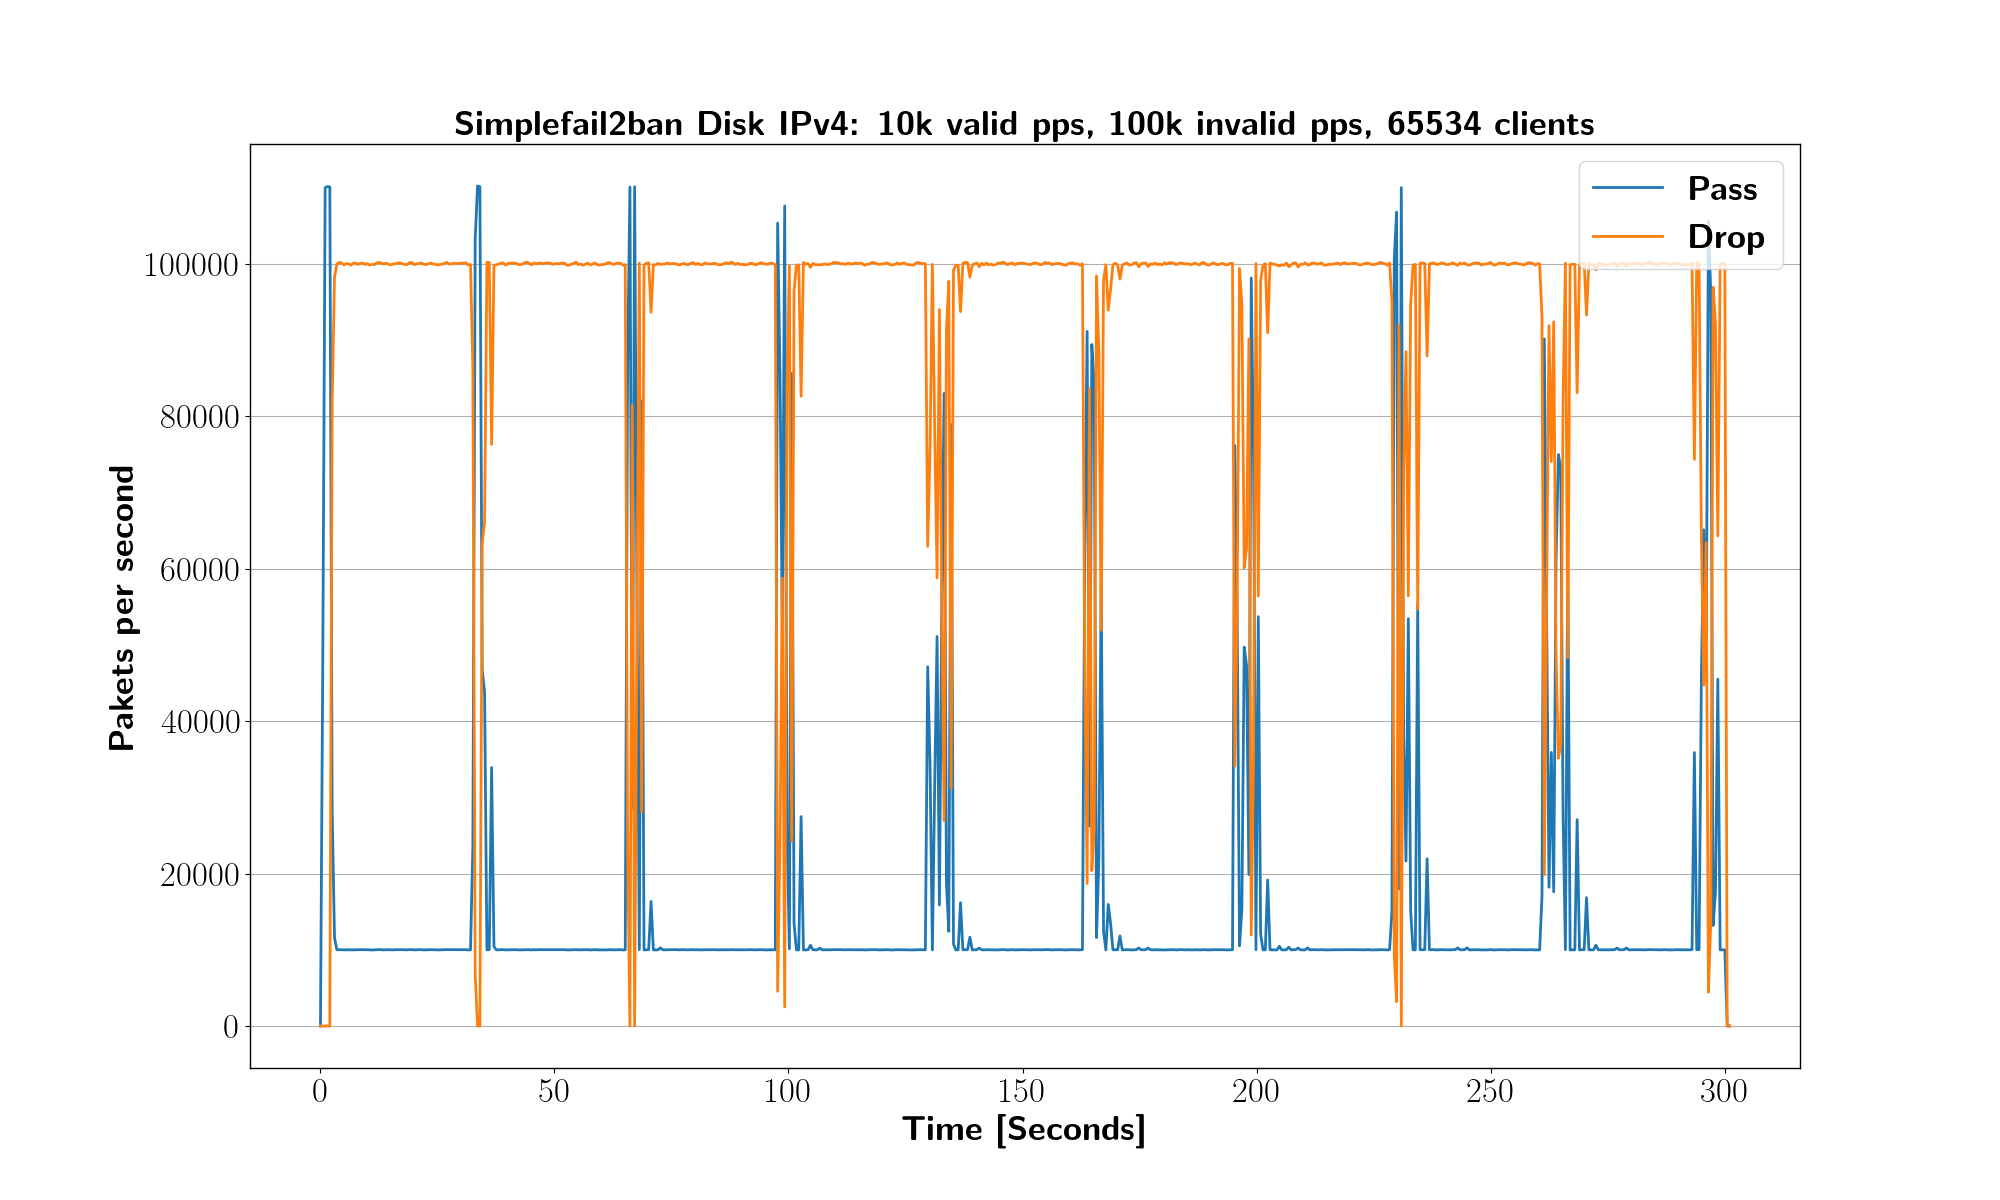 Simplefail2ban Disk IPv4: 10k valid pps, 100k invalid pps, 65534 clients
Pass
Drop
Pakets per second
100000
80000
60000
40000
20000
0
0 50 100 150 200 250 300
Time [Seconds]